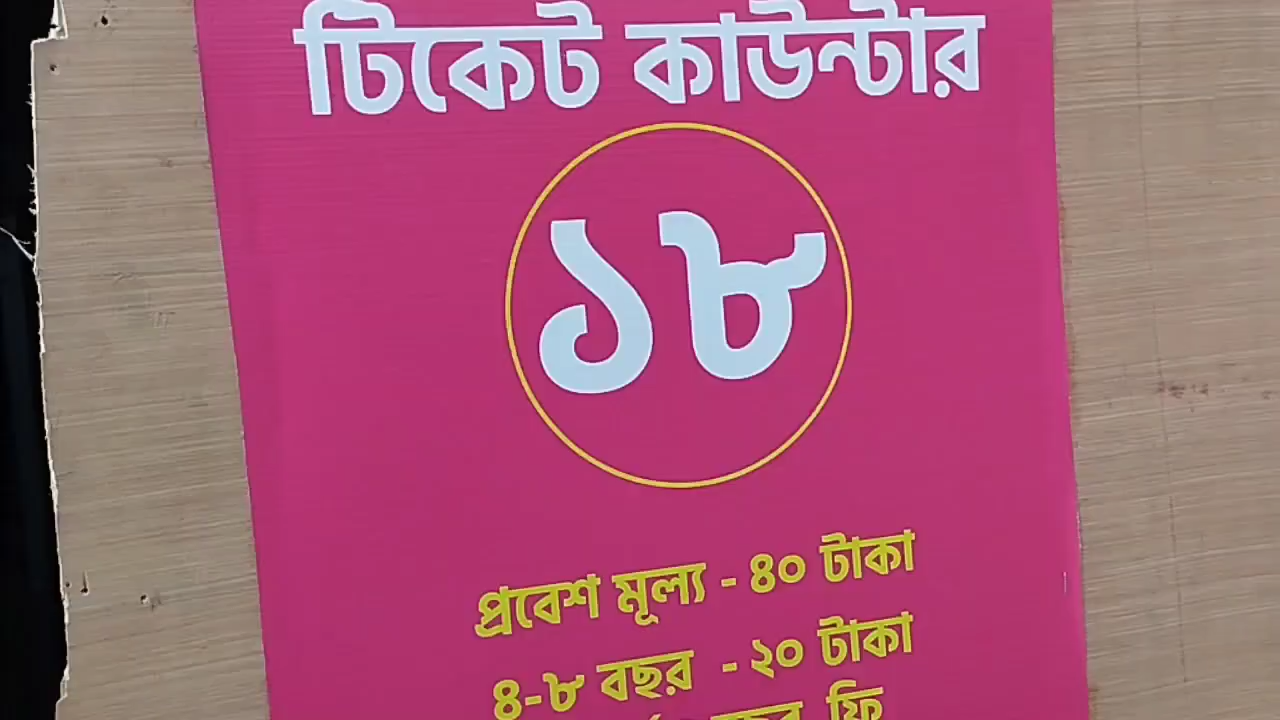 টিকেট কাউন্টার
১৮
প্রবেশ মূল্য - ৪০ টাকা
৪-৮ বছর - ২০ টাকা
ফ্রি